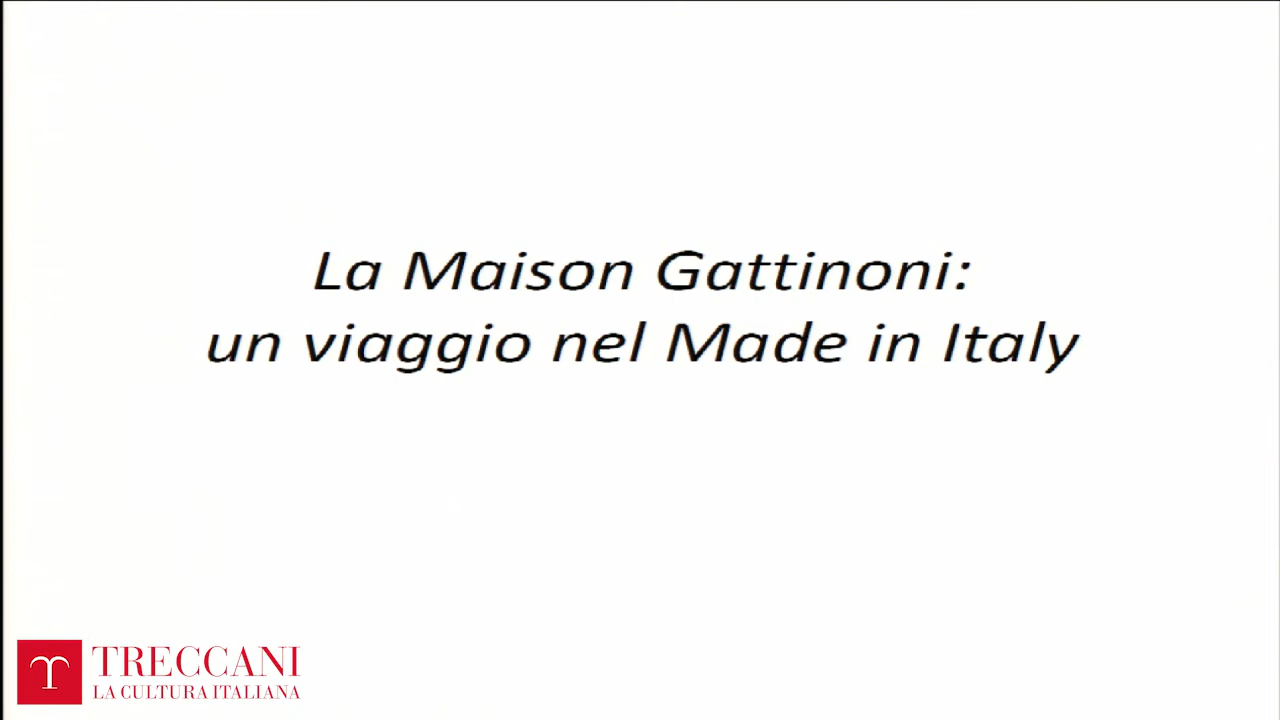 La Maison Gattinoni:
un viaggio nel Made in Italy
TRECCANI
LA CULTURA ITALIANA